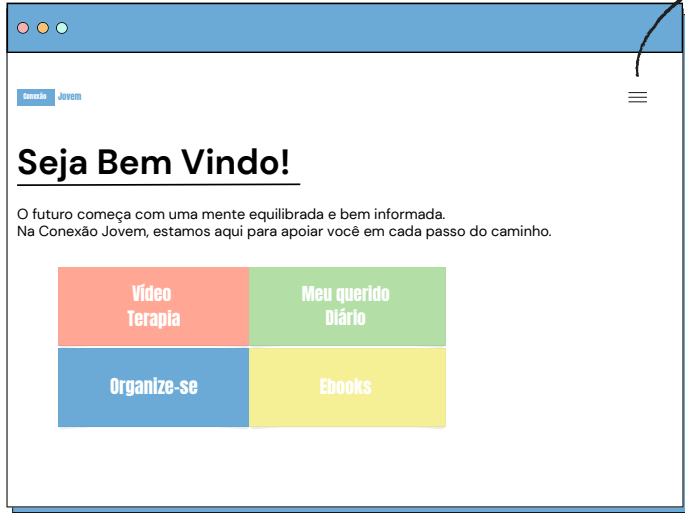 Conexão Jovem
Seja Bem Vindo!
O futuro começa com uma mente equilibrada e bem informada.
Na Conexão Jovem, estamos aqui para apoiar você em cada passo do caminho.
Vídeo
Terapia
Meu querido
Diário
Organize-se
Ebooks